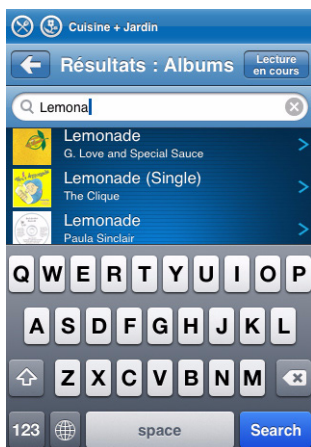 Cuisine + Jardin
Résultats : Albums
Lecture
en cours
Lemona
Lemonade
G. Love and Special Sauce
Lemonade (Single)
The Clique
Lemonade
Paula Sinclair
Q W E R T Y U I O P
A S D F G H J K L
Z X C V B N M
123 space Search